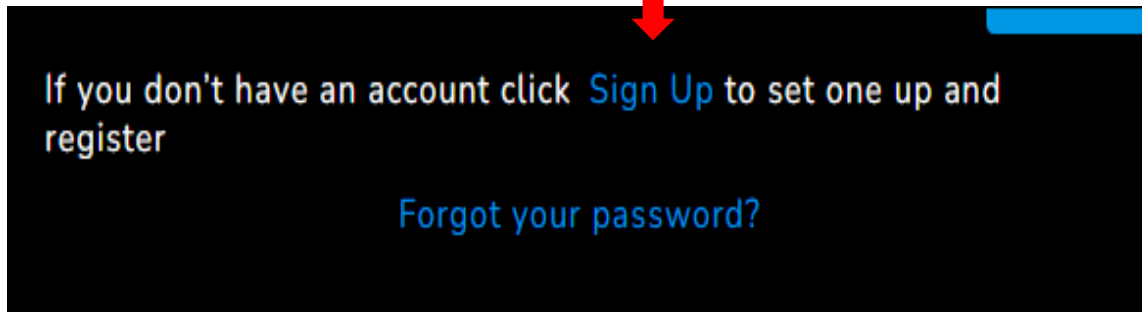 If you don't have an account click Sign Up to set one up and
register
Forgot your password?